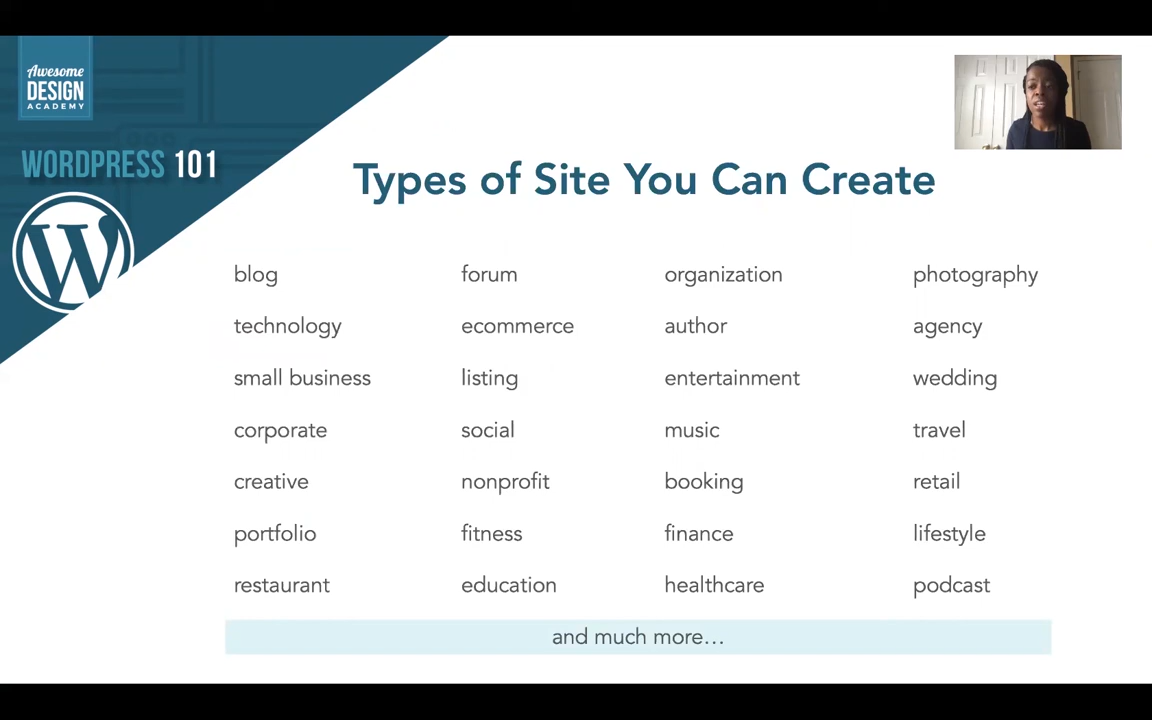 Awesome
DESIGN
ACADEMY
WORDPRESS 101
Types of Site You Can Create
blog
technology
small business
corporate
creative
portfolio
restaurant
forum
ecommerce
listing
social
nonprofit
fitness
education
organization
author
entertainment
music
booking
finance
healthcare
photography
agency
wedding
travel
retail
lifestyle
podcast
and much more...